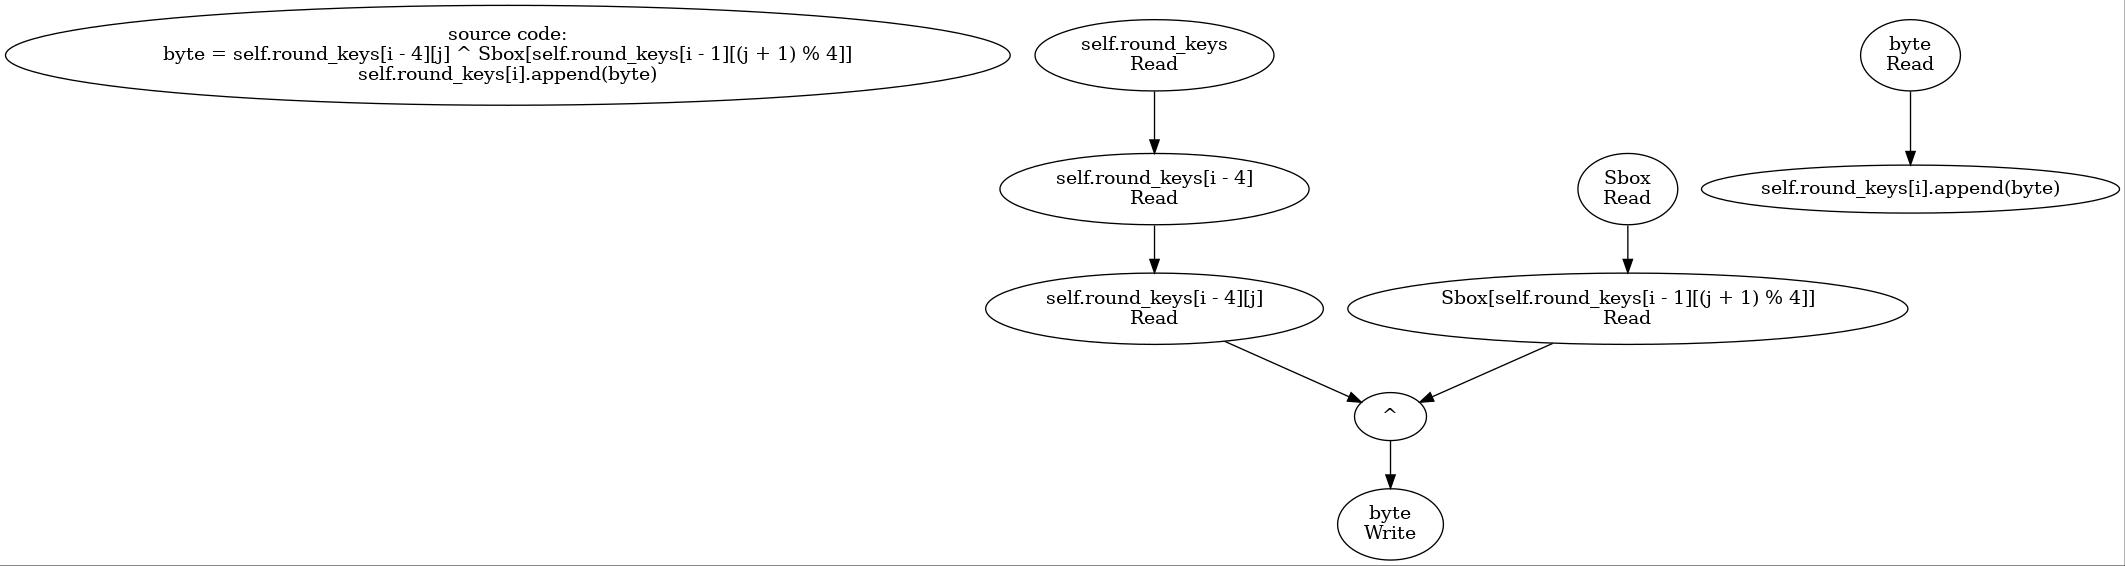 source code:
byte = self.round_keys[i - 4][j] ^ Sbox[self.round_keys[i - 1][(j + 1) % 4]]
self.round_keys[i].append(byte)
self.round_keys
Read
byte
Read
self.round_keys[i - 4]
Read
Sbox
Read
self.round_keys[i].append(byte)
self.round_keys[i - 4][j]
Read
Sbox[self.round_keys[i - 1][(j + 1) % 4]]
Read
^
byte
Write